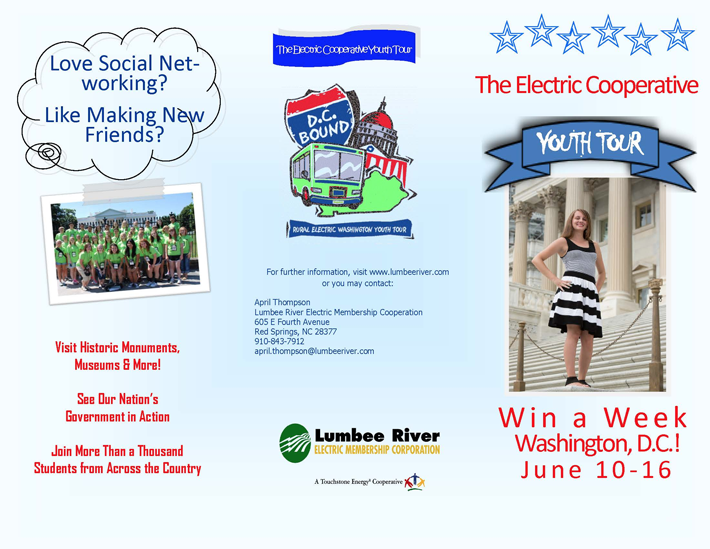 Love Social Net-
working?
Like Making New
Friends?
Visit Historic Monuments,
Museums & More!
See Our Nation's
Government in Action
Join More Than a Thousand
Students from Across the Country
The Electric Cooperative Youth Tour
D.C.
BOUND
RURAL ELECTRIC WASHINGTON YOUTH TOUR
For further information, visit www.lumbeeriver.com
or you may contact:
April Thompson
Lumbee River Electric Membership Cooperation
605 E Fourth Avenue
Red Springs, NC 28377
910-843-7912
april.thompson@lumbeeriver.com
Lumbee River
ELECTRIC MEMBERSHIP CORPORATION
A Touchstone Energy® Cooperative
The Electric Cooperative
YOUTH TOUR
Win a Week
Washington, D.C.!
June 10-16